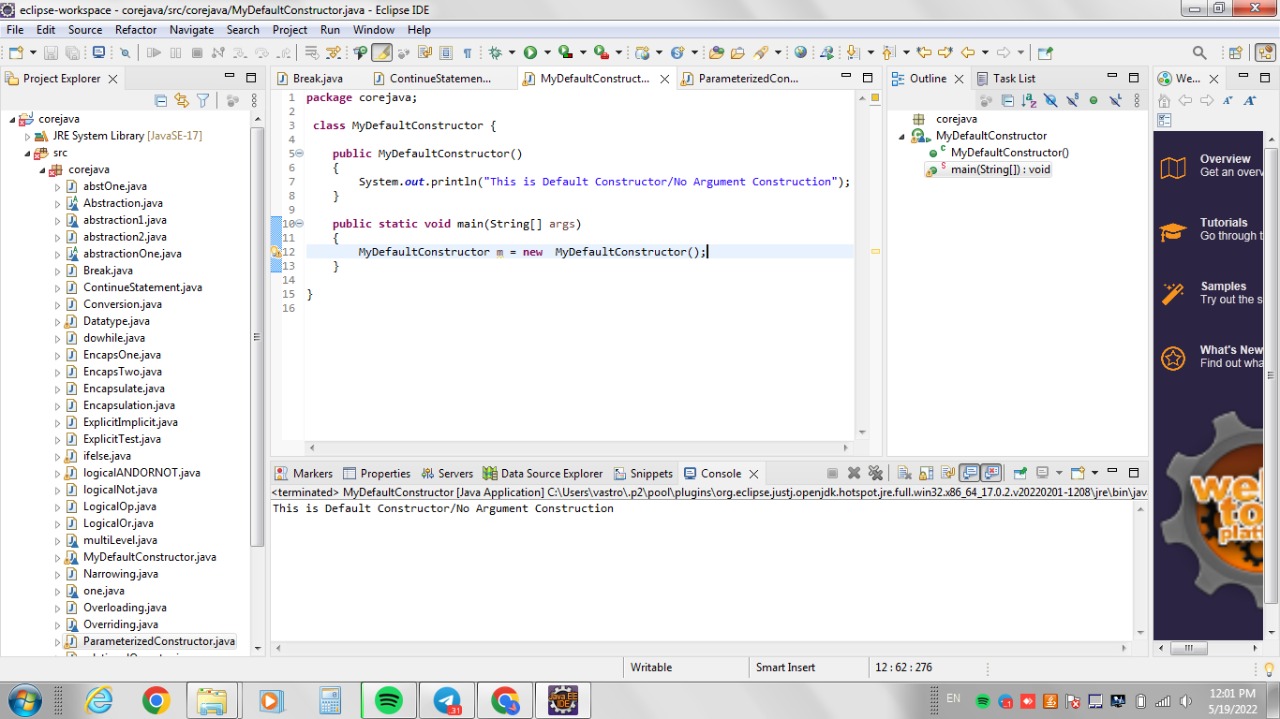 eclipse-workspace - corejava/src/corejava/MyDefaultConstructor.java - Eclipse IDE
File Edit Source Refactor Navigate Search Project Run Window Help
Project Explorer
corejava
JRE System Library [JavaSE-17]
src
corejava
abstOne.java
Abstraction.java
abstraction1.java
abstraction2.java
abstractionOne.java
Break.java
ContinueStatement.java
Conversion.java
Datatype.java
dowhile.java
EncapsOne.java
EncapsTwo.java
Encapsulate.java
Encapsulation.java
ExplicitImplicit.java
ExplicitTest.java
ifelse.java
logicalANDORNOT.java
logicalNot.java
LogicalOp.java
LogicalOr.java
multiLevel.java
MyDefaultConstructor.java
Narrowing.java
one.java
Overloading.java
Overriding.java
ParameterizedConstructor.java
Break.java ContinueStatemen... MyDefaultConstruct... ParameterizedCon...
1 package corejava;
2
3 class MyDefaultConstructor {
4
5 public MyDefaultConstructor()
6 {
7 System.out.println("This is Default Constructor/No Argument Construction");
8 }
9
10 public static void main(String[] args)
11 {
12 MyDefaultConstructor m = new  MyDefaultConstructor();
13 }
14
15 }
16
Outline Task List
corejava
MyDefaultConstructor
MyDefaultConstructor()
main(String[]) : void
We...
Overview
Get an overv
Tutorials
Go through t
Samples
Try out the s
What's New
Find out wha
Markers Properties Servers Data Source Explorer Snippets Console
<terminated> MyDefaultConstructor [Java Application] C:\Users\vastro\.p2\pool\plugins\org.eclipse.justj.openjdk.hotspot.jre.full.win32.x86_64_17.0.2.v20220201-1208\jre\bin\jav
This is Default Constructor/No Argument Construction
Writable Smart Insert 12 : 62 : 276
Java EE
IDE
31
EN
12:01 PM
5/19/2022